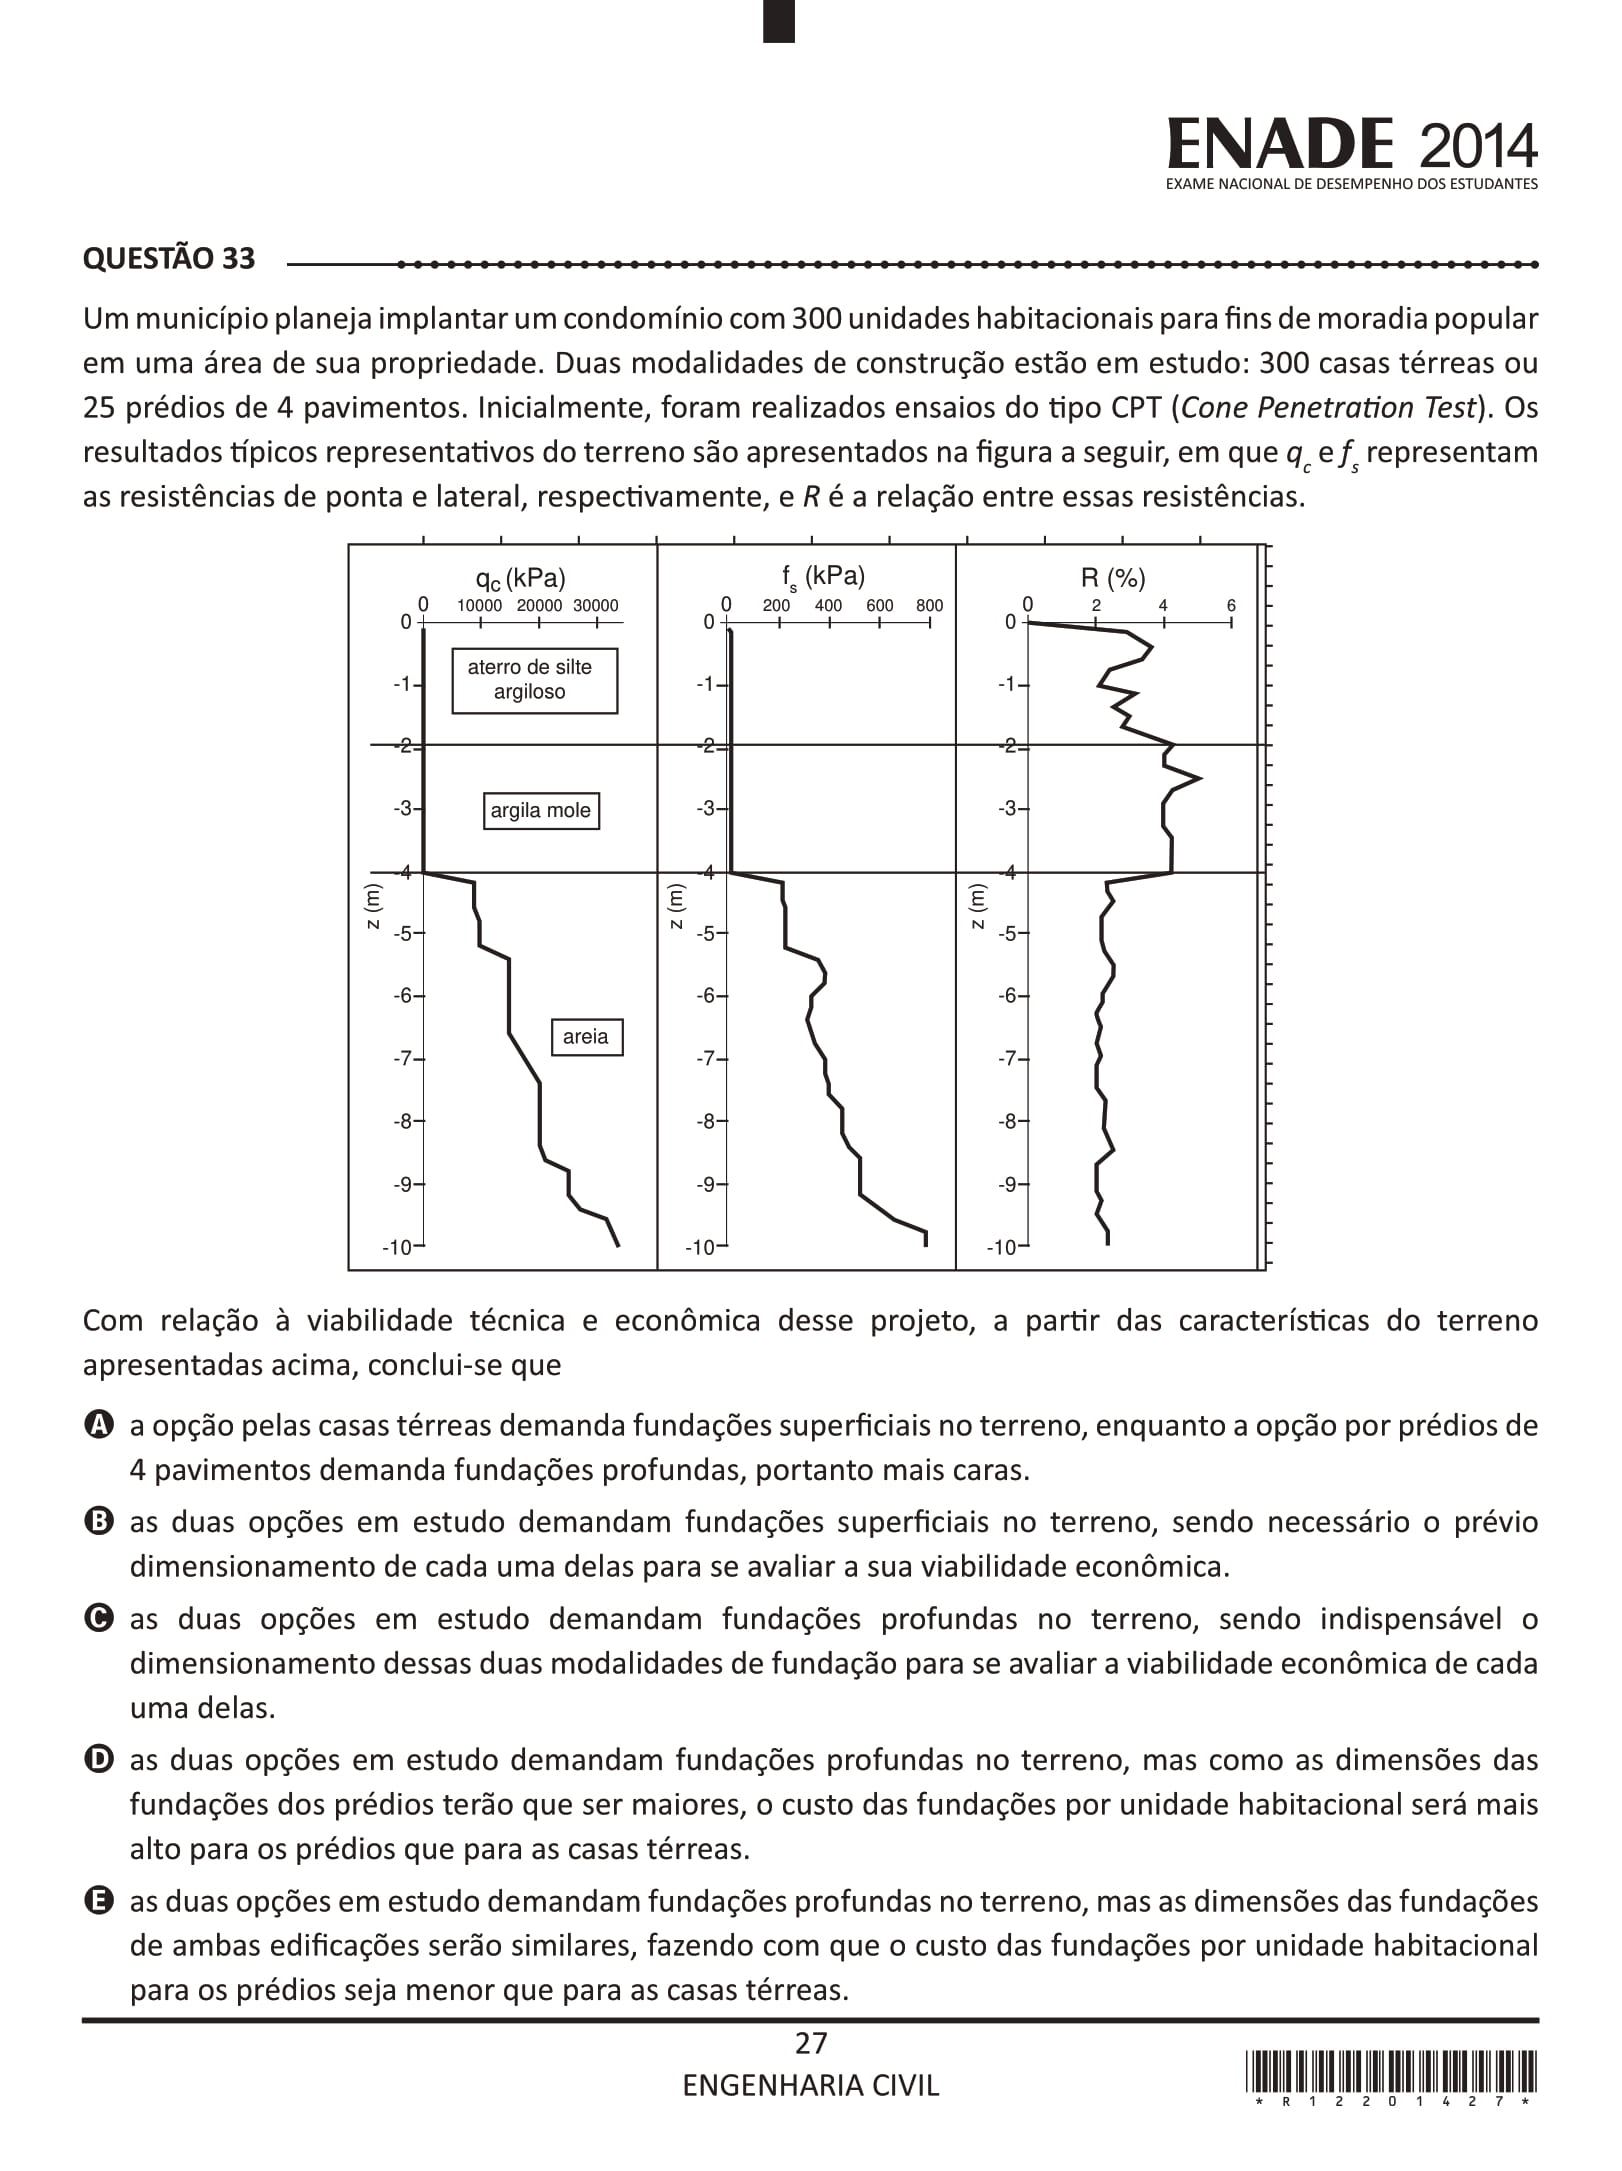 ENADE 2014
EXAME NACIONAL DE DESEMPENHO DOS ESTUDANTES
QUESTÃO 33
Um município planeja implantar um condomínio com 300 unidades habitacionais para fins de moradia popular
em uma área de sua propriedade. Duas modalidades de construção estão em estudo: 300 casas térreas ou
25 prédios de 4 pavimentos. Inicialmente, foram realizados ensaios do tipo CPT (Cone Penetration Test). Os
resultados típicos representativos do terreno são apresentados na figura a seguir, em que qc e fs representam
as resistências de ponta e lateral, respectivamente, e R é a relação entre essas resistências.
qc (kPa)
0 10000 20000 30000
0
-1
-2
-3
-4
-5
-6
-7
-8
-9
-10
z (m)
aterro de silte
argiloso
argila mole
areia
fs (kPa)
0 200 400 600 800
0
-1
-2
-3
-4
-5
-6
-7
-8
-9
-10
z (m)
R (%)
0 2 4 6
0
-1
-2
-3
-4
-5
-6
-7
-8
-9
-10
z (m)
Com relação à viabilidade técnica e econômica desse projeto, a partir das características do terreno
apresentadas acima, conclui-se que
A a opção pelas casas térreas demanda fundações superficiais no terreno, enquanto a opção por prédios de
4 pavimentos demanda fundações profundas, portanto mais caras.
B as duas opções em estudo demandam fundações superficiais no terreno, sendo necessário o prévio
dimensionamento de cada uma delas para se avaliar a sua viabilidade econômica.
C as duas opções em estudo demandam fundações profundas no terreno, sendo indispensável o
dimensionamento dessas duas modalidades de fundação para se avaliar a viabilidade econômica de cada
uma delas.
D as duas opções em estudo demandam fundações profundas no terreno, mas como as dimensões das
fundações dos prédios terão que ser maiores, o custo das fundações por unidade habitacional será mais
alto para os prédios que para as casas térreas.
E as duas opções em estudo demandam fundações profundas no terreno, mas as dimensões das fundações
de ambas edificações serão similares, fazendo com que o custo das fundações por unidade habitacional
para os prédios seja menor que para as casas térreas.
27
ENGENHARIA CIVIL
* R 1 2 2 0 1 4 2 7 *